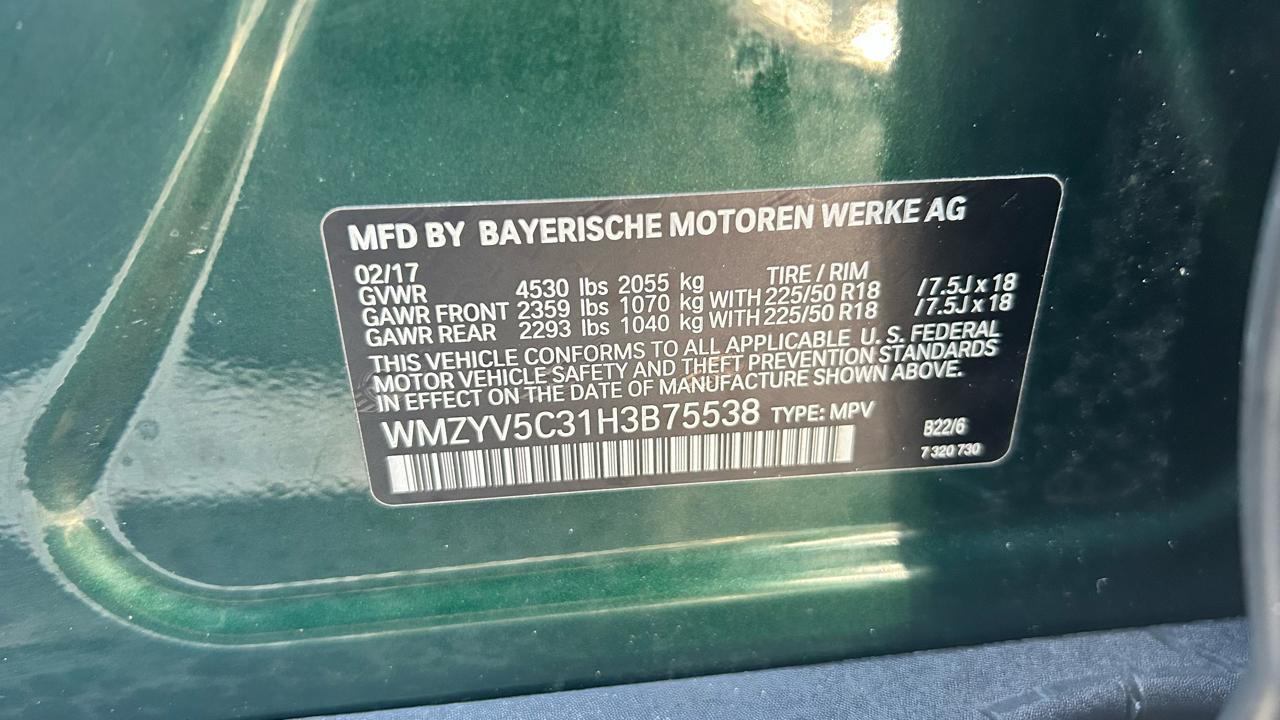 MFD BY BAYERISCHE MOTOREN WERKE AG
02/17 TIRE / RIM
GVWR 4530 lbs 2055 kg
GAWR FRONT 2359 lbs 1070 kg WITH 225/50 R18 /7.5J x 18
GAWR REAR 2293 lbs 1040 kg WITH 225/50 R18 /7.5J x 18
THIS VEHICLE CONFORMS TO ALL APPLICABLE U. S. FEDERAL
MOTOR VEHICLE SAFETY AND THEFT PREVENTION STANDARDS
IN EFFECT ON THE DATE OF MANUFACTURE SHOWN ABOVE.
WMZYV5C31H3B75538 TYPE: MPV B22/6
7 320 730